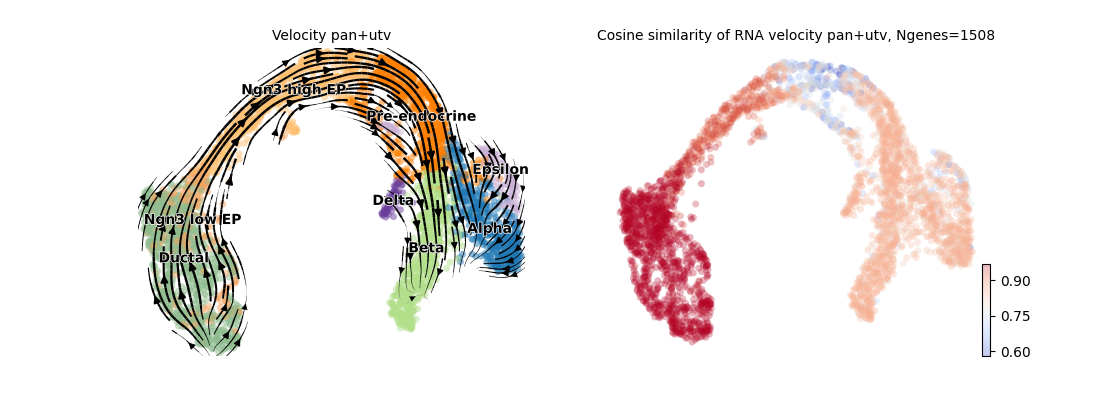 Velocity pan+utv
Cosine similarity of RNA velocity pan+utv, Ngenes=1508
Ngn3 high EP
Pre-endocrine
Epsilon
Delta
Ngn3 low EP
Alpha
Beta
Ductal
0.90
0.75
0.60